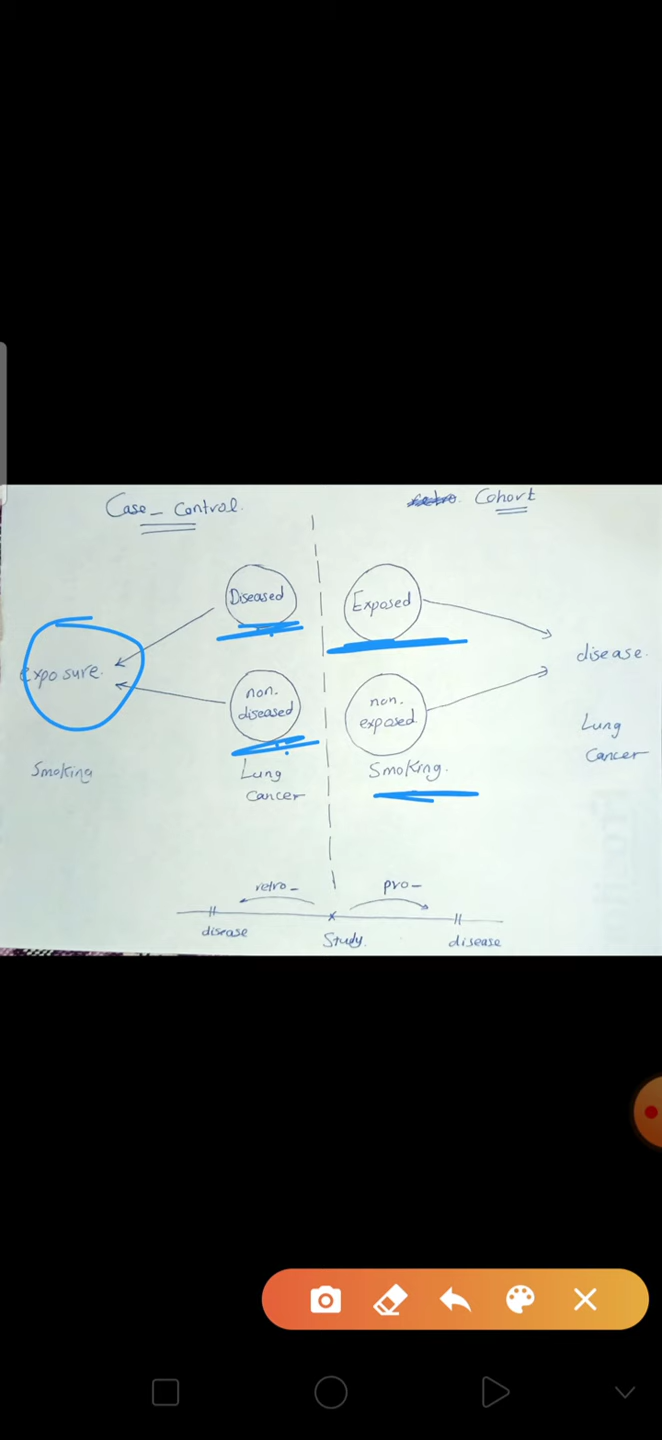 Case - Control.
Cohort
Diseased
Exposed
exposure.
disease.
non.
diseased
non.
exposed
Lung
Cancer
Smoking
Lung
Cancer
Smoking.
retro-
pro-
disease
Study.
disease